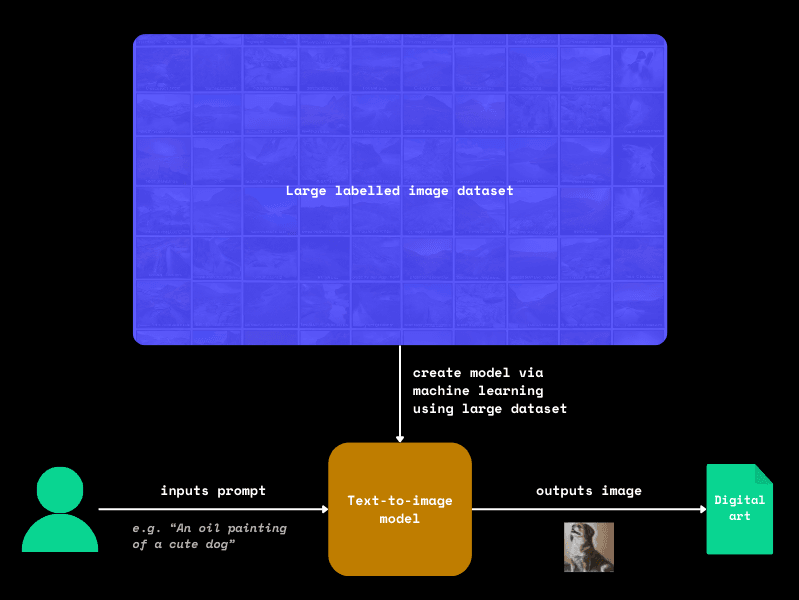 Large labelled image dataset
create model via
machine learning
using large dataset
inputs prompt
e.g. “An oil painting
of a cute dog”
Text-to-image
model
outputs image
Digital
art